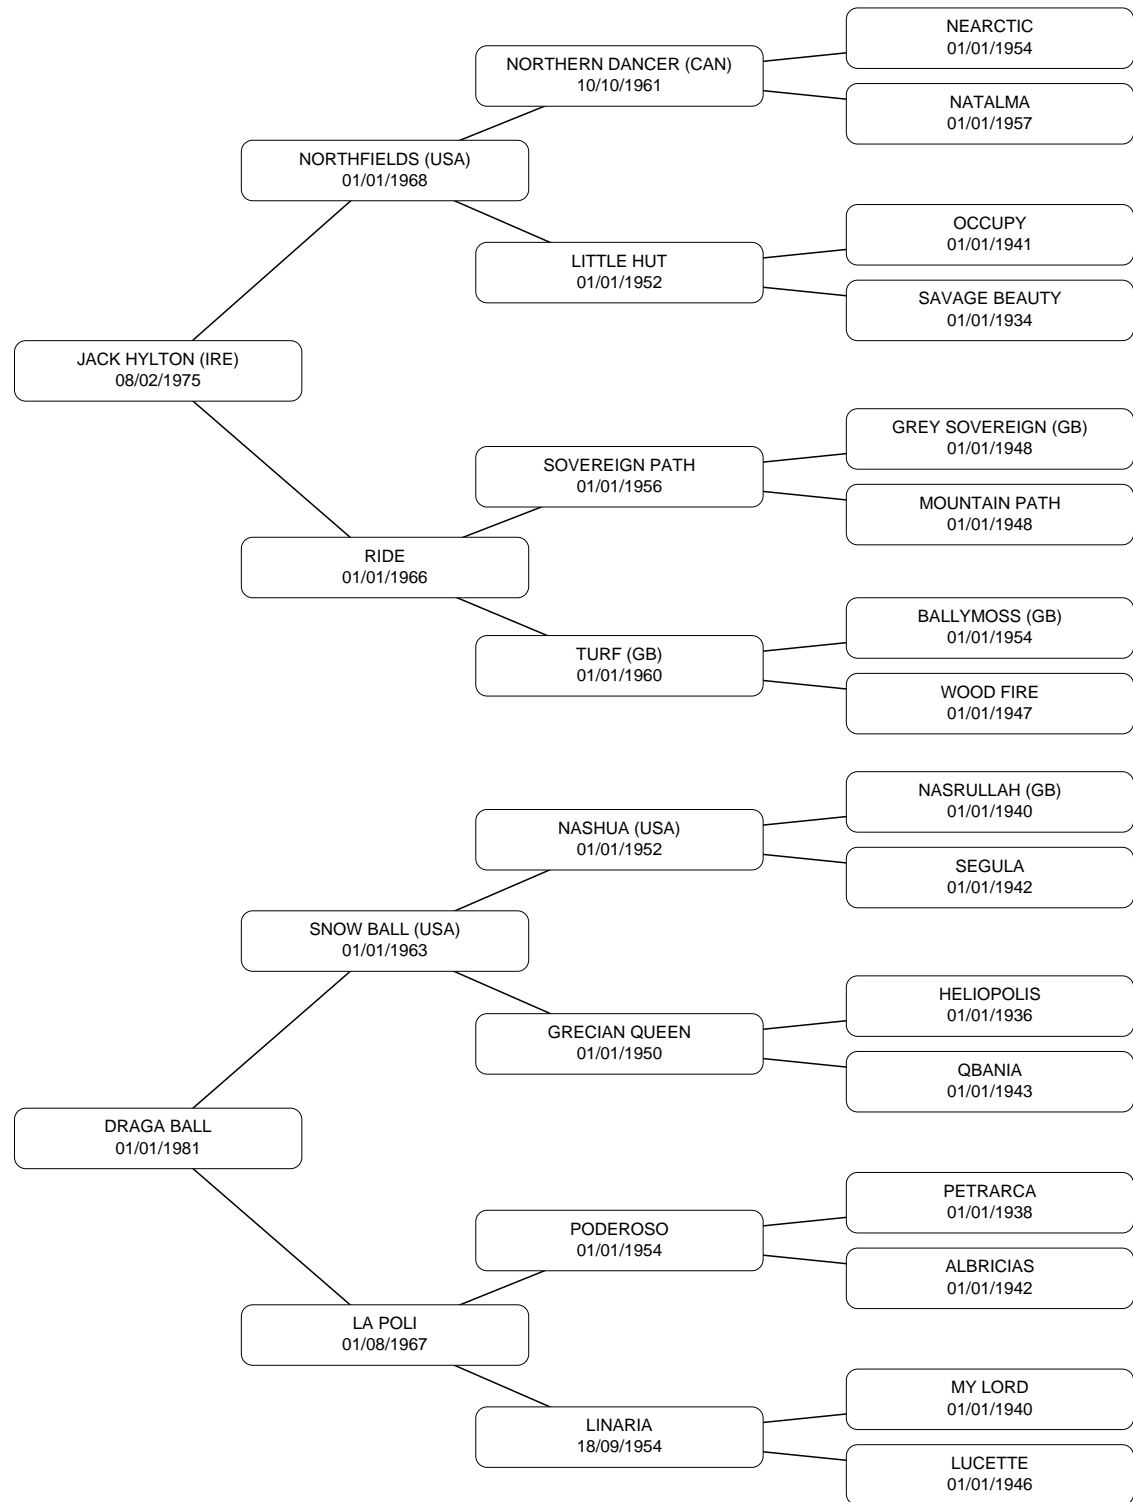 NEARCTIC
01/01/1954
NORTHERN DANCER (CAN)
10/10/1961
NATALMA
01/01/1957
NORTHFIELDS (USA)
01/01/1968
OCCUPY
01/01/1941
LITTLE HUT
01/01/1952
SAVAGE BEAUTY
01/01/1934
JACK HYLTON (IRE)
08/02/1975
GREY SOVEREIGN (GB)
01/01/1948
SOVEREIGN PATH
01/01/1956
MOUNTAIN PATH
01/01/1948
RIDE
01/01/1966
BALLYMOSS (GB)
01/01/1954
TURF (GB)
01/01/1960
WOOD FIRE
01/01/1947
NASRULLAH (GB)
01/01/1940
NASHUA (USA)
01/01/1952
SEGULA
01/01/1942
SNOW BALL (USA)
01/01/1963
HELIOPOLIS
01/01/1936
GRECIAN QUEEN
01/01/1950
QBANIA
01/01/1943
DRAGA BALL
01/01/1981
PETRARCA
01/01/1938
PODEROSO
01/01/1954
ALBRICIAS
01/01/1942
LA POLI
01/08/1967
MY LORD
01/01/1940
LINARIA
18/09/1954
LUCETTE
01/01/1946